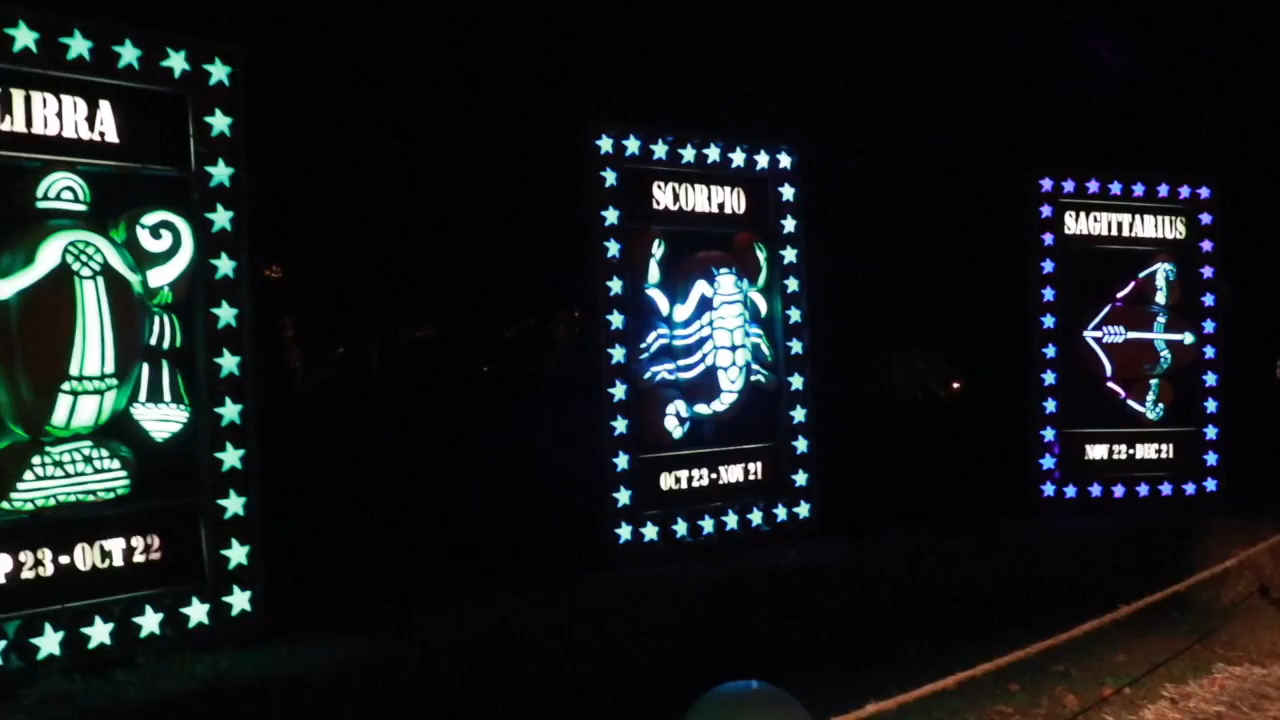 LIBRA
23-OCT 22
SCORPIO
OCT 23-NOV 21
SAGITTARIUS
NOV 22-DEC 21